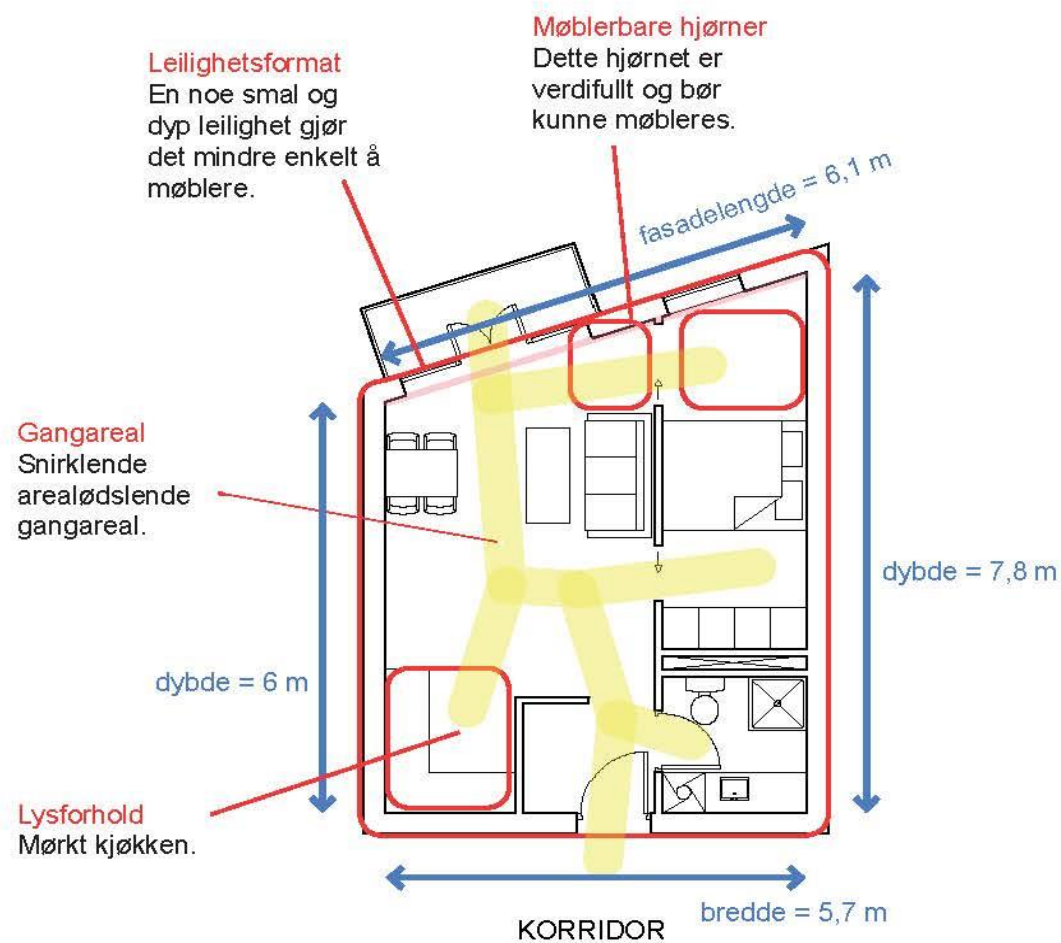 Møblerbare hjørner
Dette hjørnet er
verdifullt og bør
kunne møbleres.
Leilighetsformat
En noe smal og
dyp leilighet gjør
det mindre enkelt å
møblere.
fasadelengde = 6,1 m
Gangareal
Snirklende
arealødslende
gangareal.
dybde = 7,8 m
dybde = 6 m
Lysforhold
Mørkt kjøkken.
bredde = 5,7 m
KORRIDOR